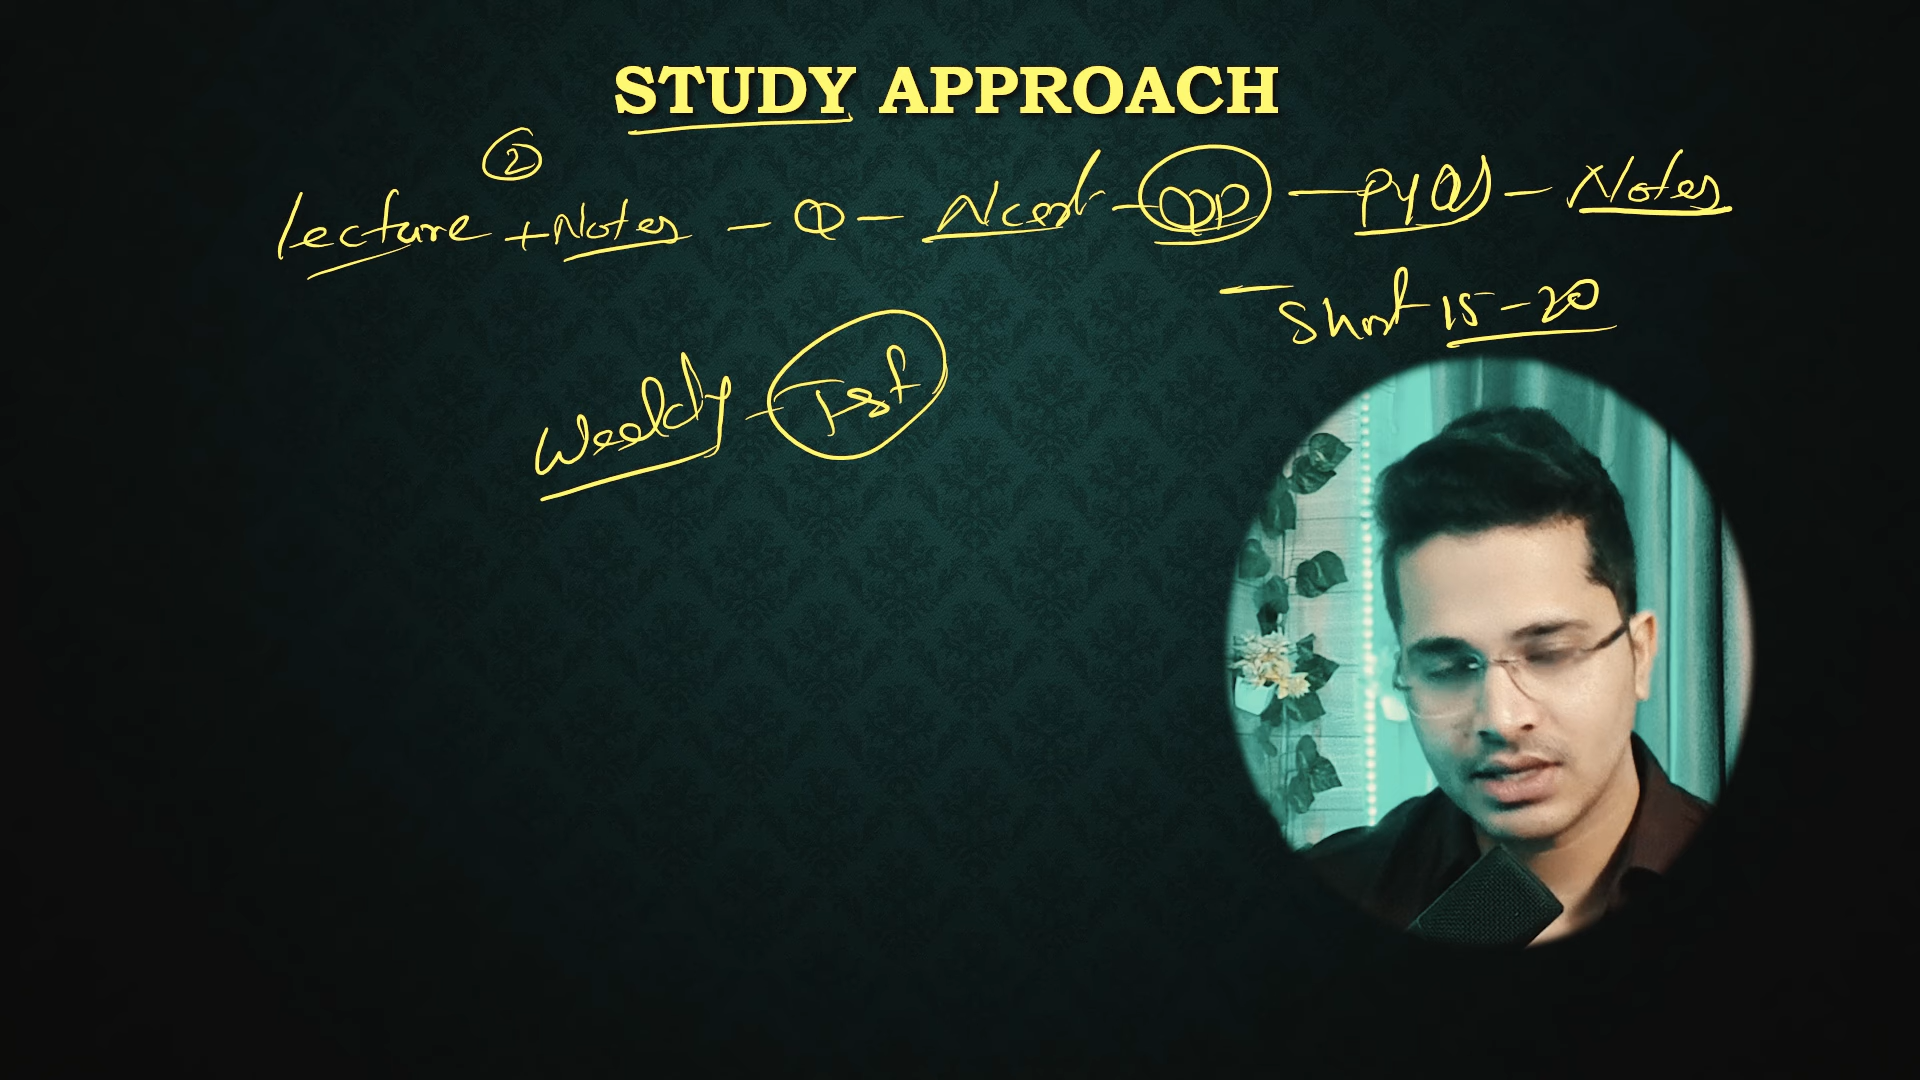 STUDY APPROACH
②
Lecture + Notes - Q - Ncert - DPP - PYQs - Notes
- Short 15-20
Weekly - Test